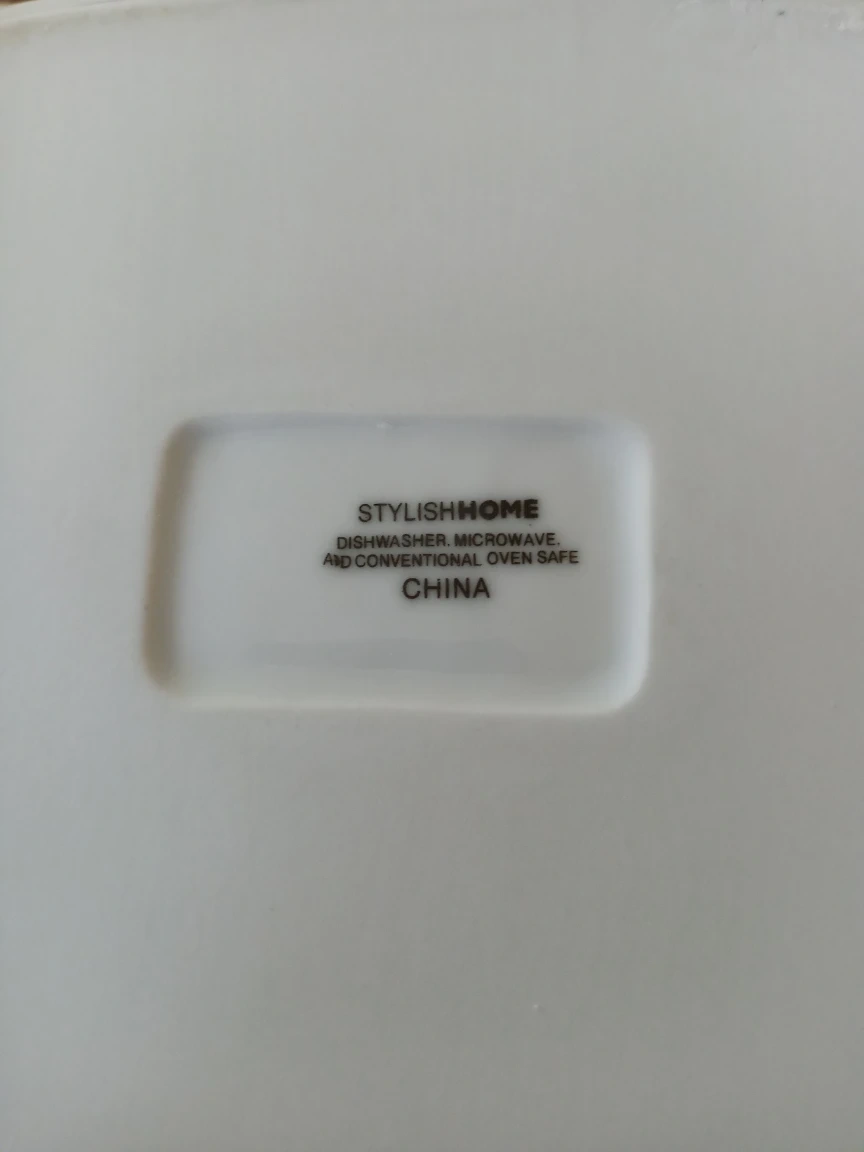 STYLISHHOME
DISHWASHER. MICROWAVE.
AND CONVENTIONAL OVEN SAFE
CHINA